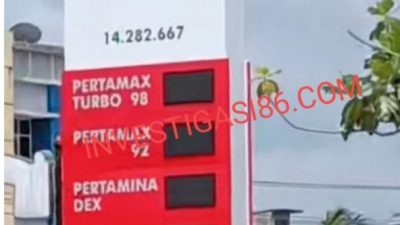 14.282.667
PERTAMAX
TURBO 98
PERTAMAX
92
PERTAMINA
DEX
INVESTIGASI86.COM